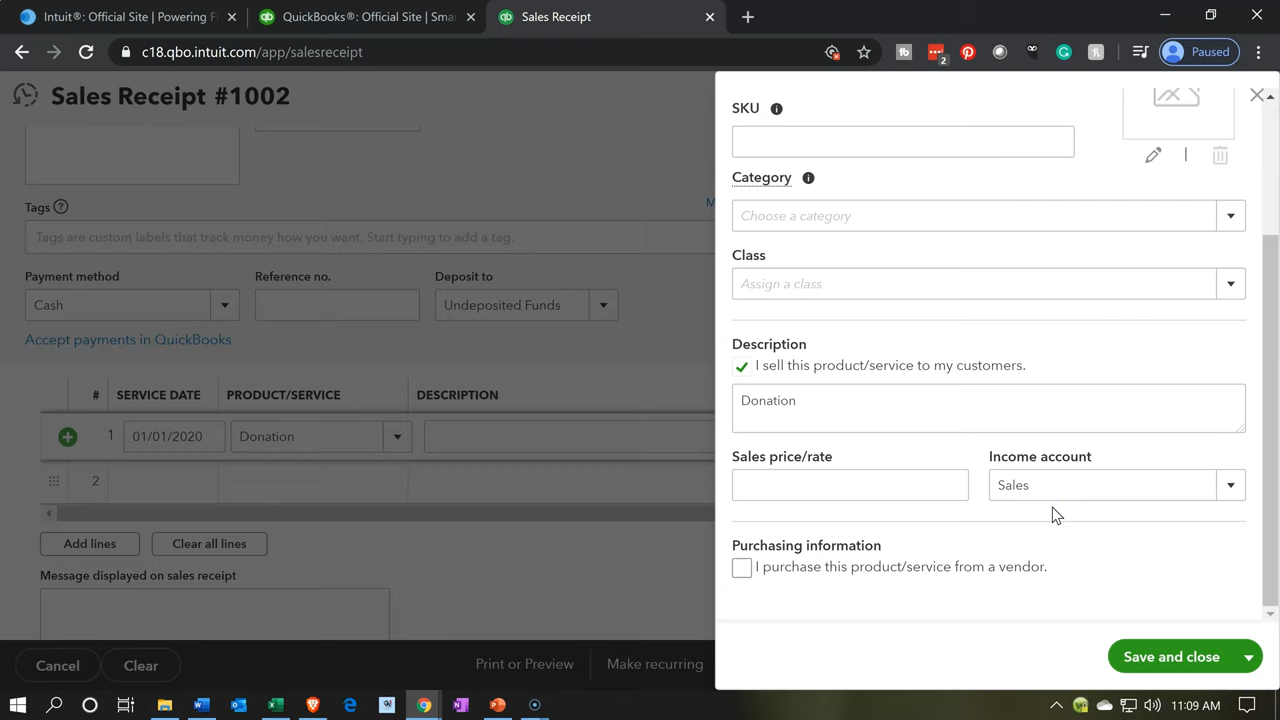 Intuit®: Official Site | Powering F
QuickBooks®: Official Site | Sma
Sales Receipt
c18.qbo.intuit.com/app/salesreceipt
2
Paused
Sales Receipt #1002
Tags
Tags are custom labels that track money how you want. Start typing to add a tag.
Payment method
Reference no.
Deposit to
Cash
Undeposited Funds
Accept payments in QuickBooks
# SERVICE DATE PRODUCT/SERVICE DESCRIPTION
1 01/01/2020 Donation
2
Add lines
Clear all lines
Message displayed on sales receipt
Cancel
Clear
Print or Preview
Make recurring
SKU
Category
Choose a category
Class
Assign a class
Description
I sell this product/service to my customers.
Donation
Sales price/rate
Income account
Sales
Purchasing information
I purchase this product/service from a vendor.
Save and close
11:09 AM